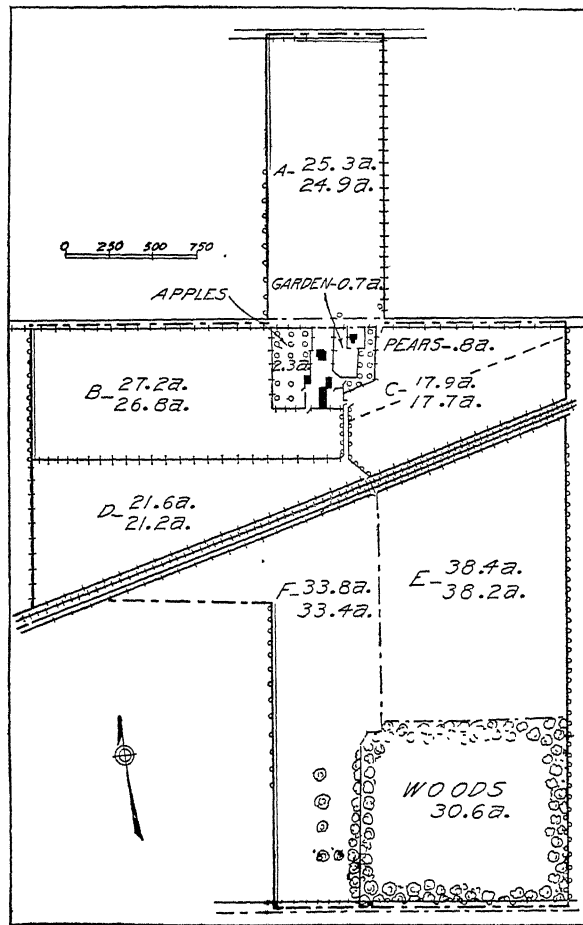 A- 25.3a.
24.9a.
0 250 500 750
GARDEN-0.7a.
APPLES
2.3a
PEARS-.8a.
B- 27.2a.
26.8a.
C- 17.9a.
17.7a.
D- 21.6a.
21.2a.
F- 33.8a.
33.4a.
E- 38.4a.
38.2a.
WOODS
30.6a.